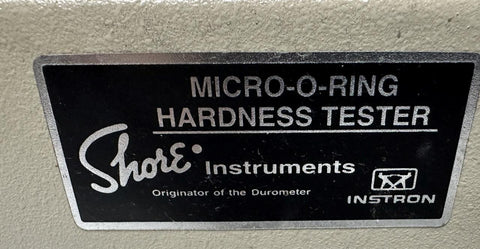 MICRO-O-RING
HARDNESS TESTER
Shore Instruments
Originator of the Durometer
INSTRON